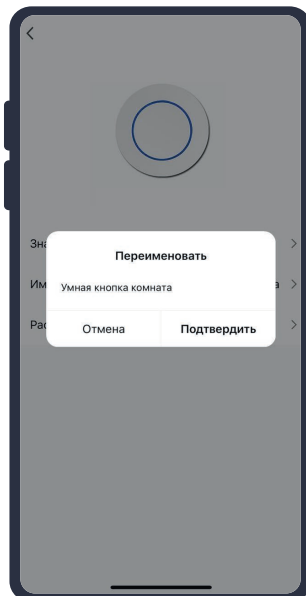 Переименовать
Умная кнопка комната
Отмена
Подтвердить